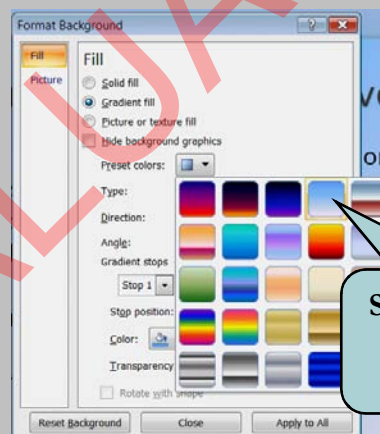 Format Background
Fill
Picture
Fill
Solid fill
Gradient fill
Picture or texture fill
Hide background graphics
Preset colors:
Type:
Direction:
Angle:
Gradient stops
Stop 1
Stop position:
Color:
Transparency
Rotate with shape
Reset Background
Close
Apply to All